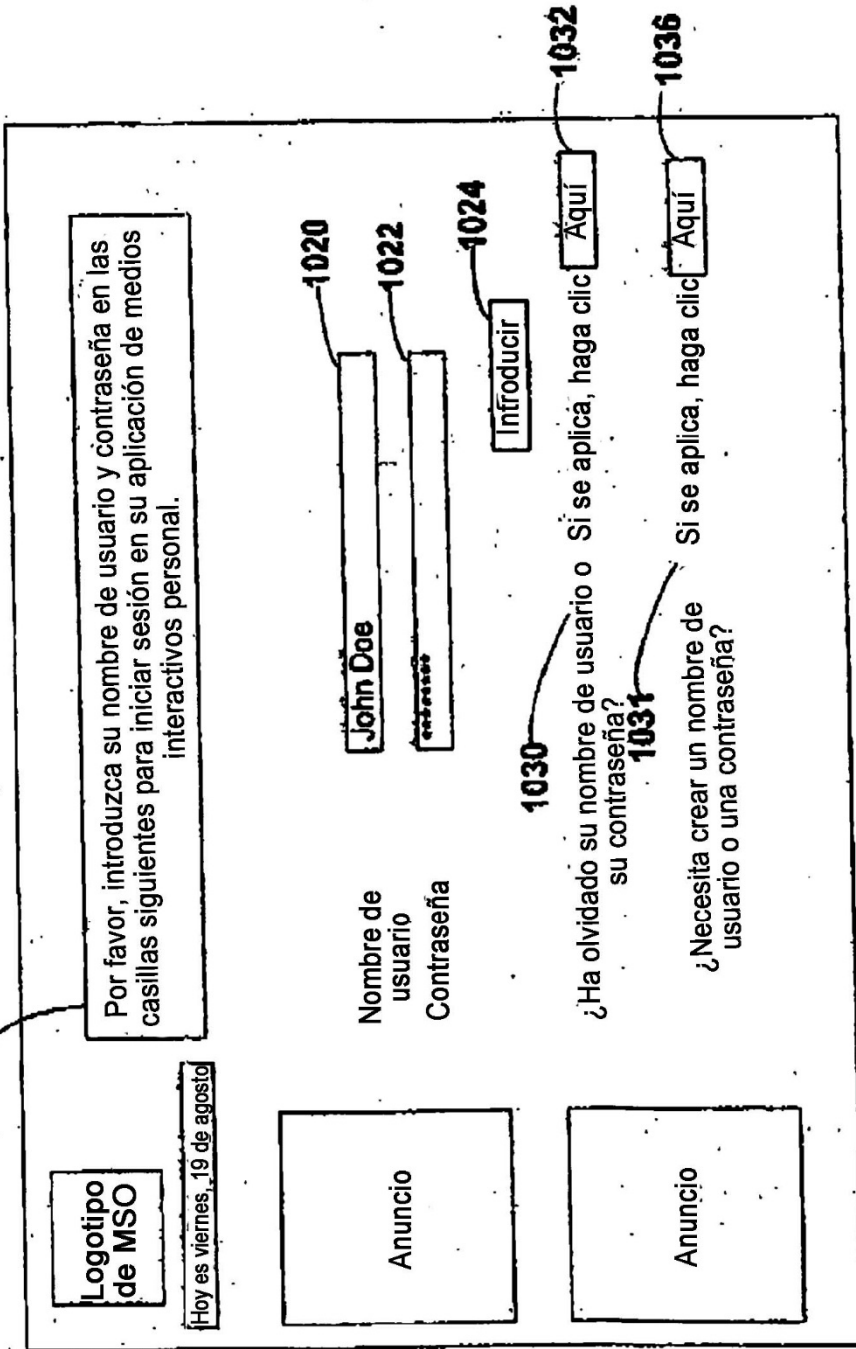 Logotipo
de MSO
Hoy es viernes, 19 de agosto
Por favor, introduzca su nombre de usuario y contraseña en las
casillas siguientes para iniciar sesión en su aplicación de medios
interactivos personal.
Nombre de
usuario
John Doe
1020
Contraseña
********
1022
Introducir
1024
Anuncio
1030
¿Ha olvidado su nombre de usuario o
su contraseña?
Si se aplica, haga clic
Aquí
1032
1031
¿Necesita crear un nombre de
usuario o una contraseña?
Si se aplica, haga clic
Aquí
1036
Anuncio